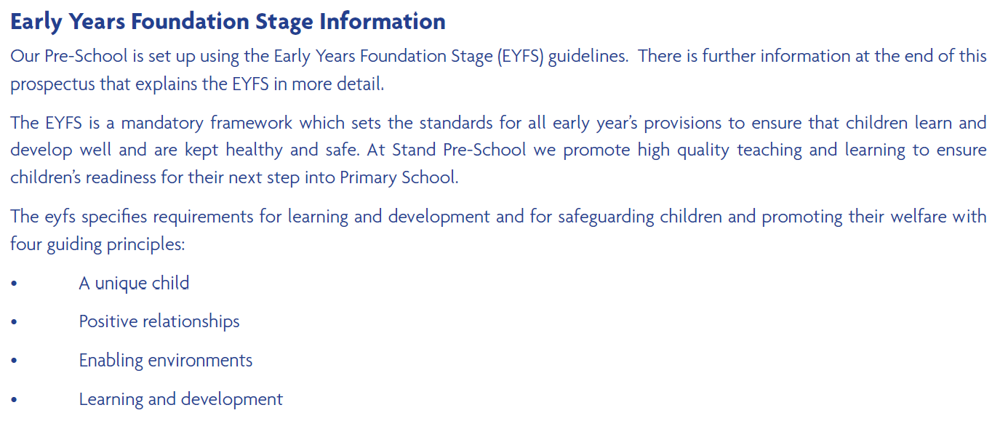 Early Years Foundation Stage Information
Our Pre-School is set up using the Early Years Foundation Stage (EYFS) guidelines.  There is further information at the end of this
prospectus that explains the EYFS in more detail.
The EYFS is a mandatory framework which sets the standards for all early year’s provisions to ensure that children learn and
develop well and are kept healthy and safe. At Stand Pre-School we promote high quality teaching and learning to ensure
children’s readiness for their next step into Primary School.
The eyfs specifies requirements for learning and development and for safeguarding children and promoting their welfare with
four guiding principles:
• A unique child
• Positive relationships
• Enabling environments
• Learning and development